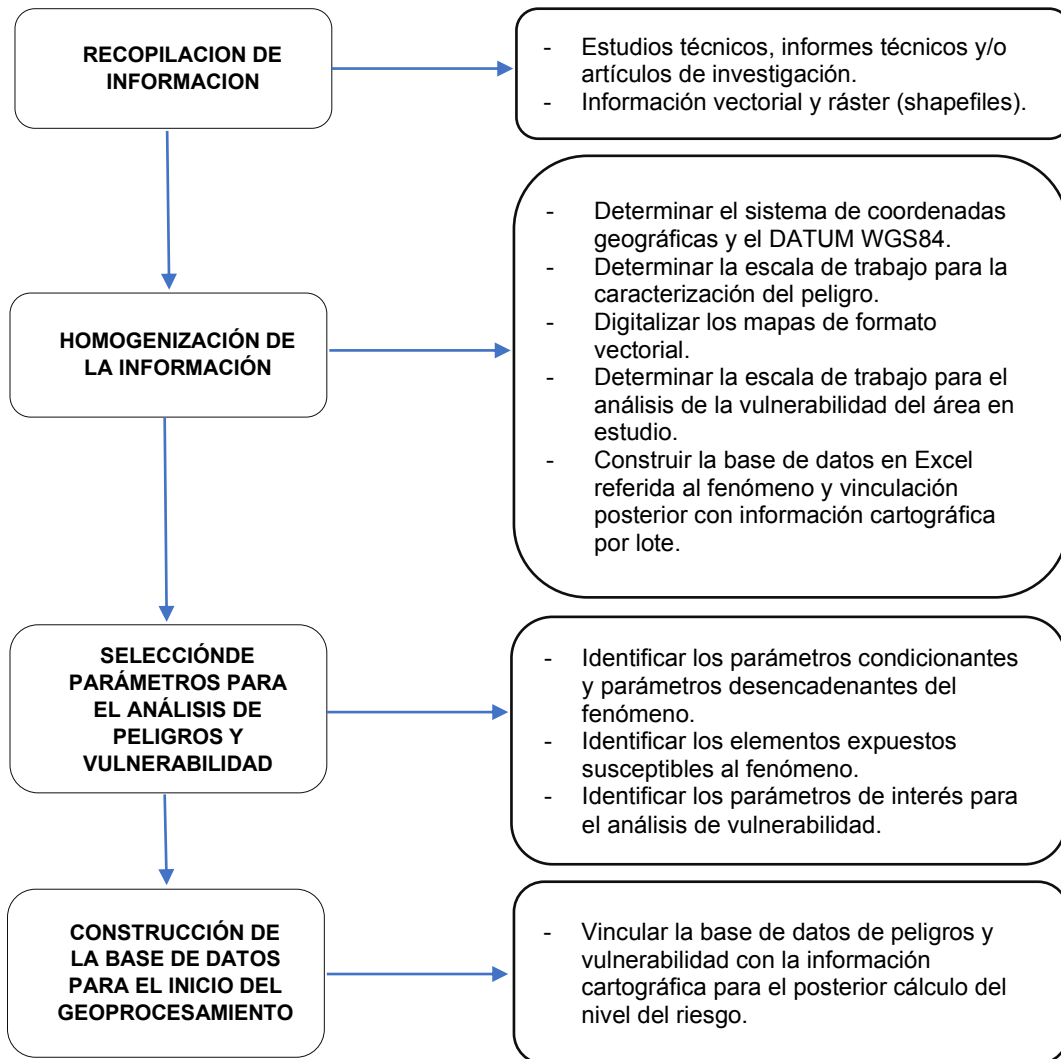 RECOPILACION DE
INFORMACION
- Estudios técnicos, informes técnicos y/o
artículos de investigación.
- Información vectorial y ráster (shapefiles).
HOMOGENIZACIÓN DE
LA INFORMACIÓN
- Determinar el sistema de coordenadas
geográficas y el DATUM WGS84.
- Determinar la escala de trabajo para la
caracterización del peligro.
- Digitalizar los mapas de formato
vectorial.
- Determinar la escala de trabajo para el
análisis de la vulnerabilidad del área en
estudio.
- Construir la base de datos en Excel
referida al fenómeno y vinculación
posterior con información cartográfica
por lote.
SELECCIÓNDE
PARÁMETROS PARA
EL ANÁLISIS DE
PELIGROS Y
VULNERABILIDAD
- Identificar los parámetros condicionantes
y parámetros desencadenantes del
fenómeno.
- Identificar los elementos expuestos
susceptibles al fenómeno.
- Identificar los parámetros de interés para
el análisis de vulnerabilidad.
CONSTRUCCIÓN DE
LA BASE DE DATOS
PARA EL INICIO DEL
GEOPROCESAMIENTO
- Vincular la base de datos de peligros y
vulnerabilidad con la información
cartográfica para el posterior cálculo del
nivel del riesgo.